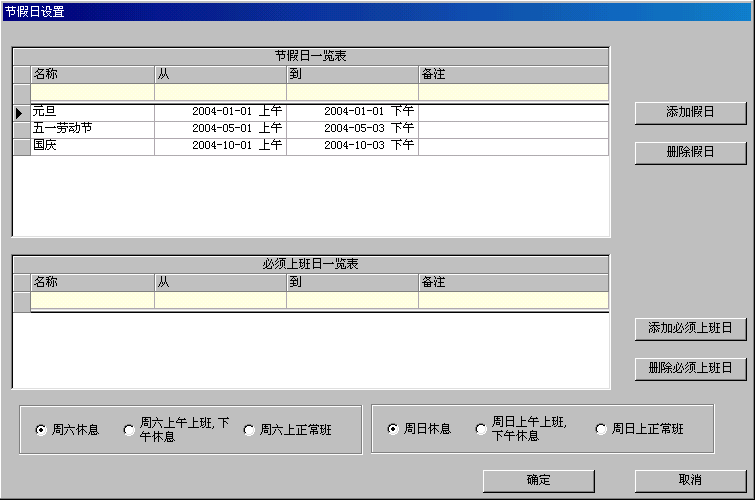 节假日设置
节假日一览表
名称 从 到 备注
元旦 2004-01-01 上午 2004-01-01 下午
五一劳动节 2004-05-01 上午 2004-05-03 下午
国庆 2004-10-01 上午 2004-10-03 下午
添加假日
删除假日
必须上班日一览表
名称 从 到 备注
添加必须上班日
删除必须上班日
周六休息
周六上午上班, 下
午休息
周六上正常班
周日休息
周日上午上班,
下午休息
周日上正常班
确定
取消